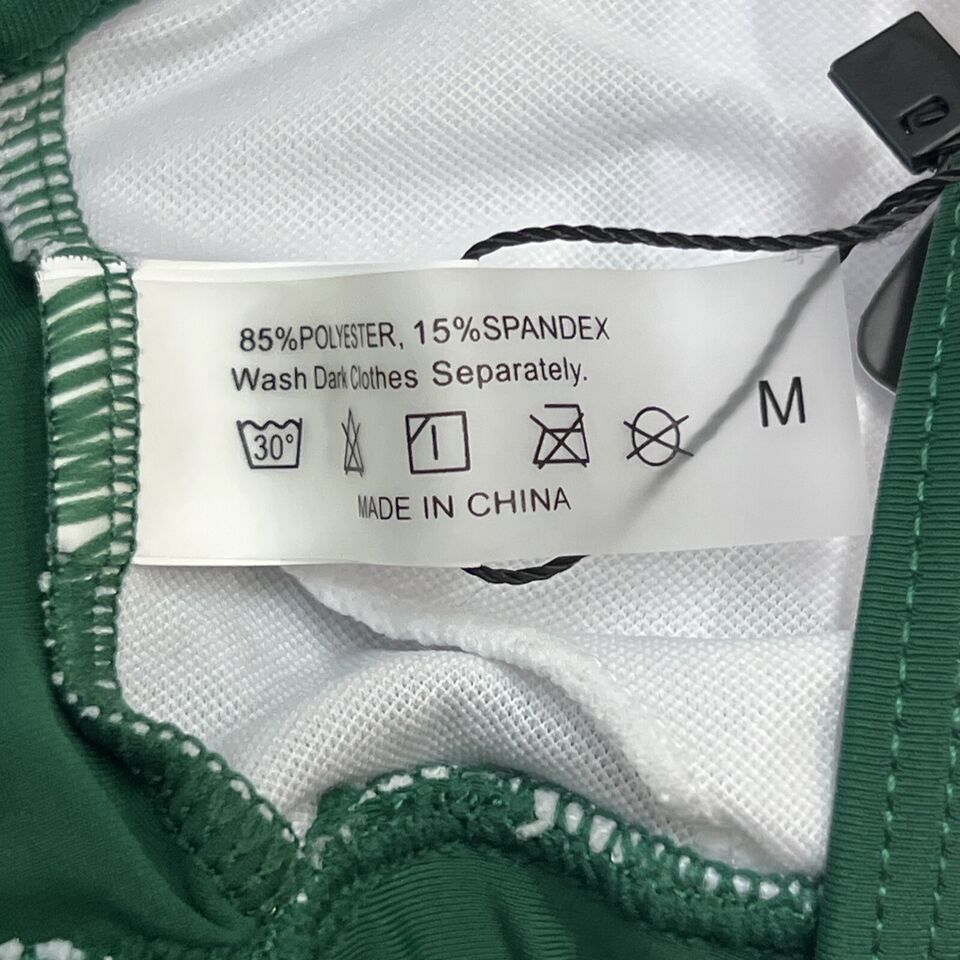 85%POLYESTER, 15%SPANDEX
Wash Dark Clothes Separately.
30°
M
MADE IN CHINA